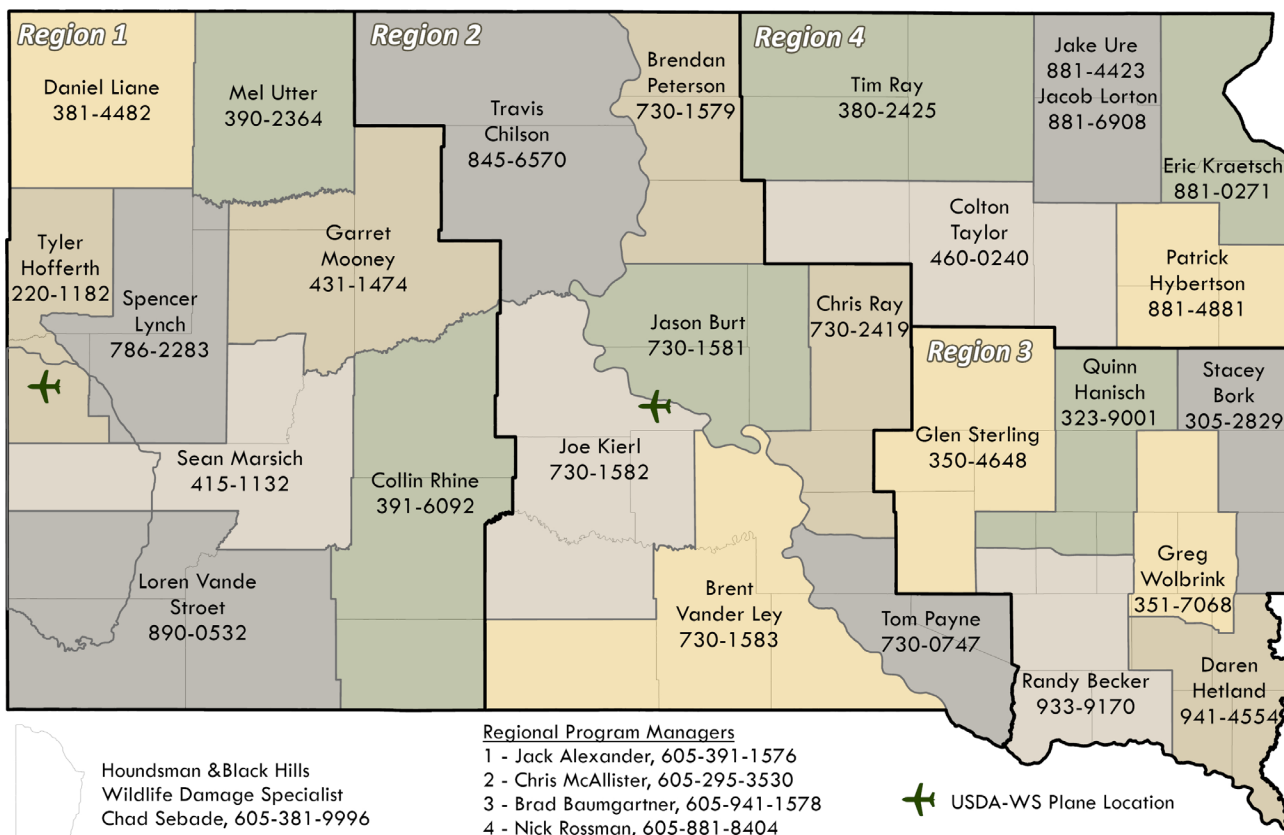 Region 1
Daniel Liane
381-4482
Mel Utter
390-2364
Tyler
Hofferth
220-1182
Spencer
Lynch
786-2283
Garret
Mooney
431-1474
Sean Marsich
415-1132
Collin Rhine
391-6092
Loren Vande
Stroet
890-0532
Region 2
Travis
Chilson
845-6570
Brendan
Peterson
730-1579
Jason Burt
730-1581
Chris Ray
730-2419
Joe Kierl
730-1582
Brent
Vander Ley
730-1583
Tom Payne
730-0747
Region 4
Tim Ray
380-2425
Jake Ure
881-4423
Jacob Lorton
881-6908
Eric Kraetsch
881-0271
Colton
Taylor
460-0240
Patrick
Hybertson
881-4881
Region 3
Glen Sterling
350-4648
Quinn
Hanisch
323-9001
Stacey
Bork
305-2829
Greg
Wolbrink
351-7068
Randy Becker
933-9170
Daren
Hetland
941-4554
Houndsman &Black Hills
Wildlife Damage Specialist
Chad Sebade, 605-381-9996
Regional Program Managers
1 - Jack Alexander, 605-391-1576
2 - Chris McAllister, 605-295-3530
3 - Brad Baumgartner, 605-941-1578
4 - Nick Rossman, 605-881-8404
USDA-WS Plane Location